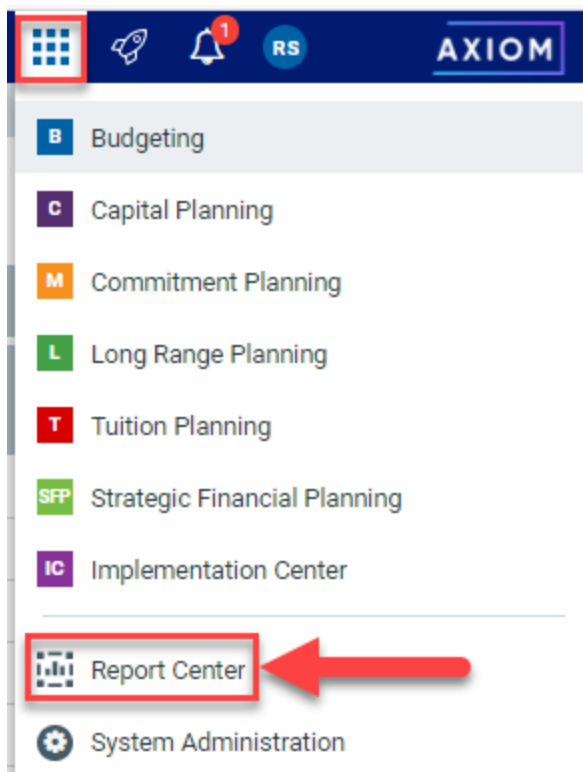 1
RS
AXIOM
B Budgeting
C Capital Planning
M Commitment Planning
L Long Range Planning
T Tuition Planning
SFP Strategic Financial Planning
IC Implementation Center
Report Center
System Administration